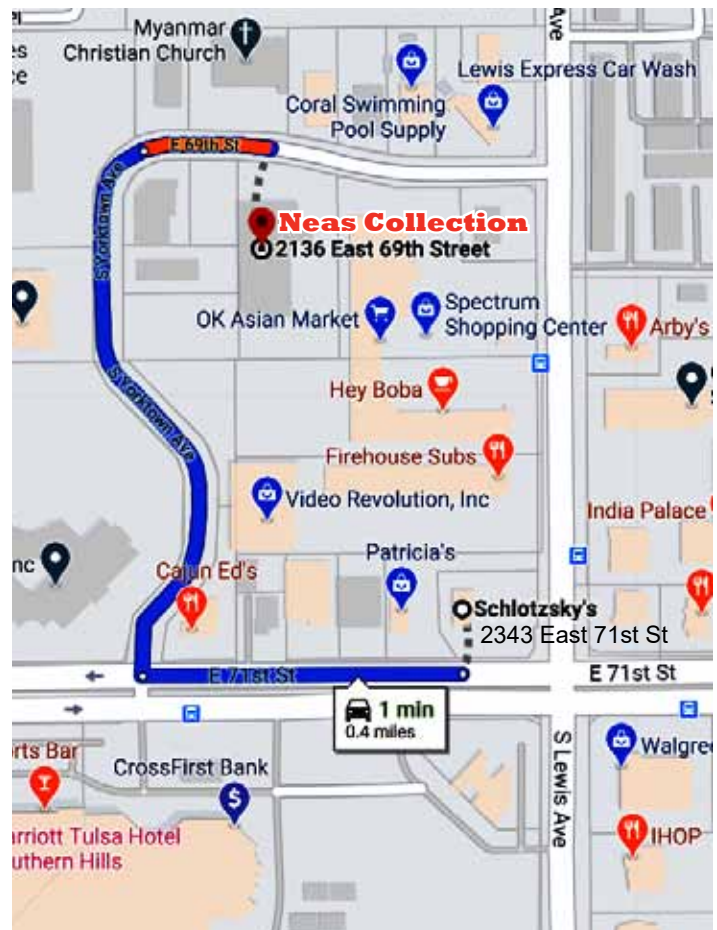 Myanmar
Christian Church
Ave
Lewis Express Car Wash
Coral Swimming
Pool Supply
E 69th St
S Yorktown Ave
Neas Collection
2136 East 69th Street
OK Asian Market
Spectrum
Shopping Center
Arby's
Hey Boba
S Yorktown Ave
Firehouse Subs
Video Revolution, Inc
India Palace
nc
Patricia's
Cajun Ed's
Schlotzsky's
2343 East 71st St
E 71st St
E 71st St
1 min
0.4 miles
S Lewis Ave
orts Bar
CrossFirst Bank
$
Walgree
arriott Tulsa Hotel
uthern Hills
IHOP